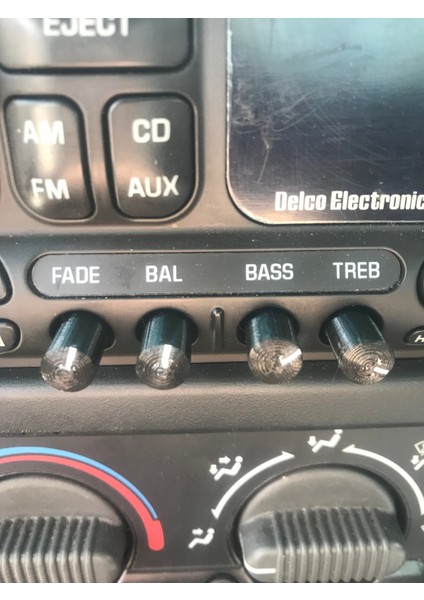 EJECT
AM
FM
CD
AUX
Delco Electronic
FADE BAL BASS TREB